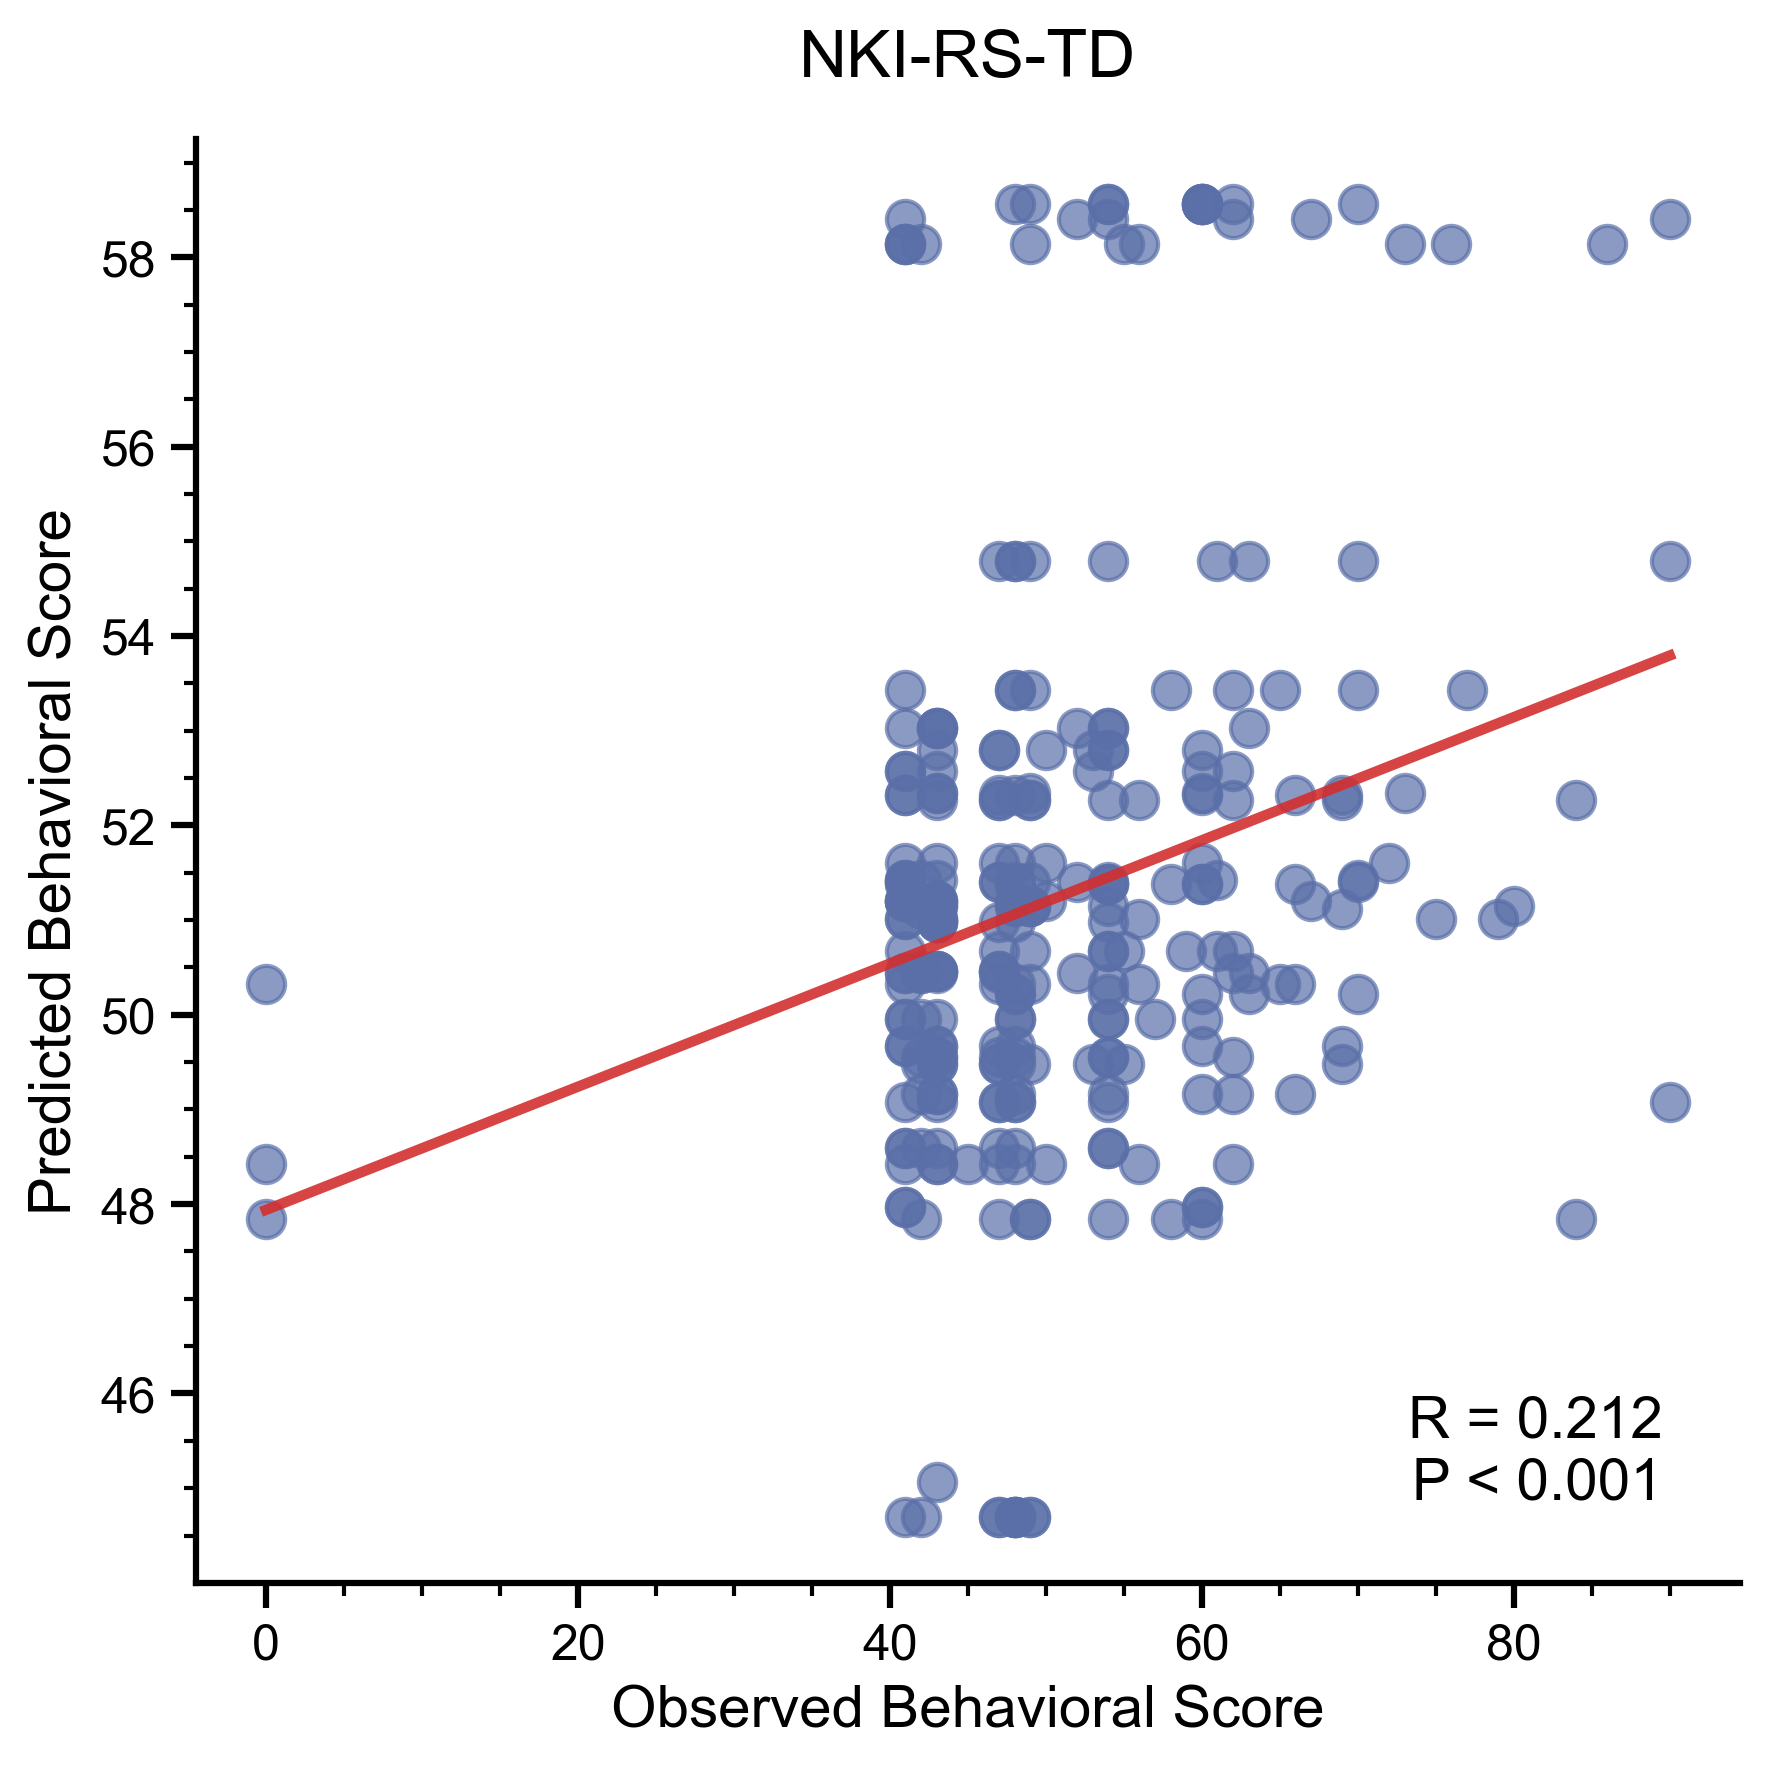 NKI-RS-TD
Predicted Behavioral Score
58
56
54
52
50
48
46
R = 0.212
P < 0.001
0 20 40 60 80
Observed Behavioral Score